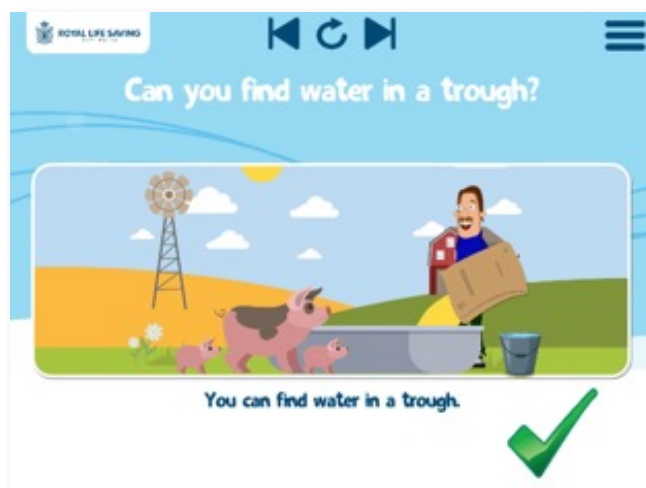 ROYAL LIFE SAVING
Can you find water in a trough?
You can find water in a trough.